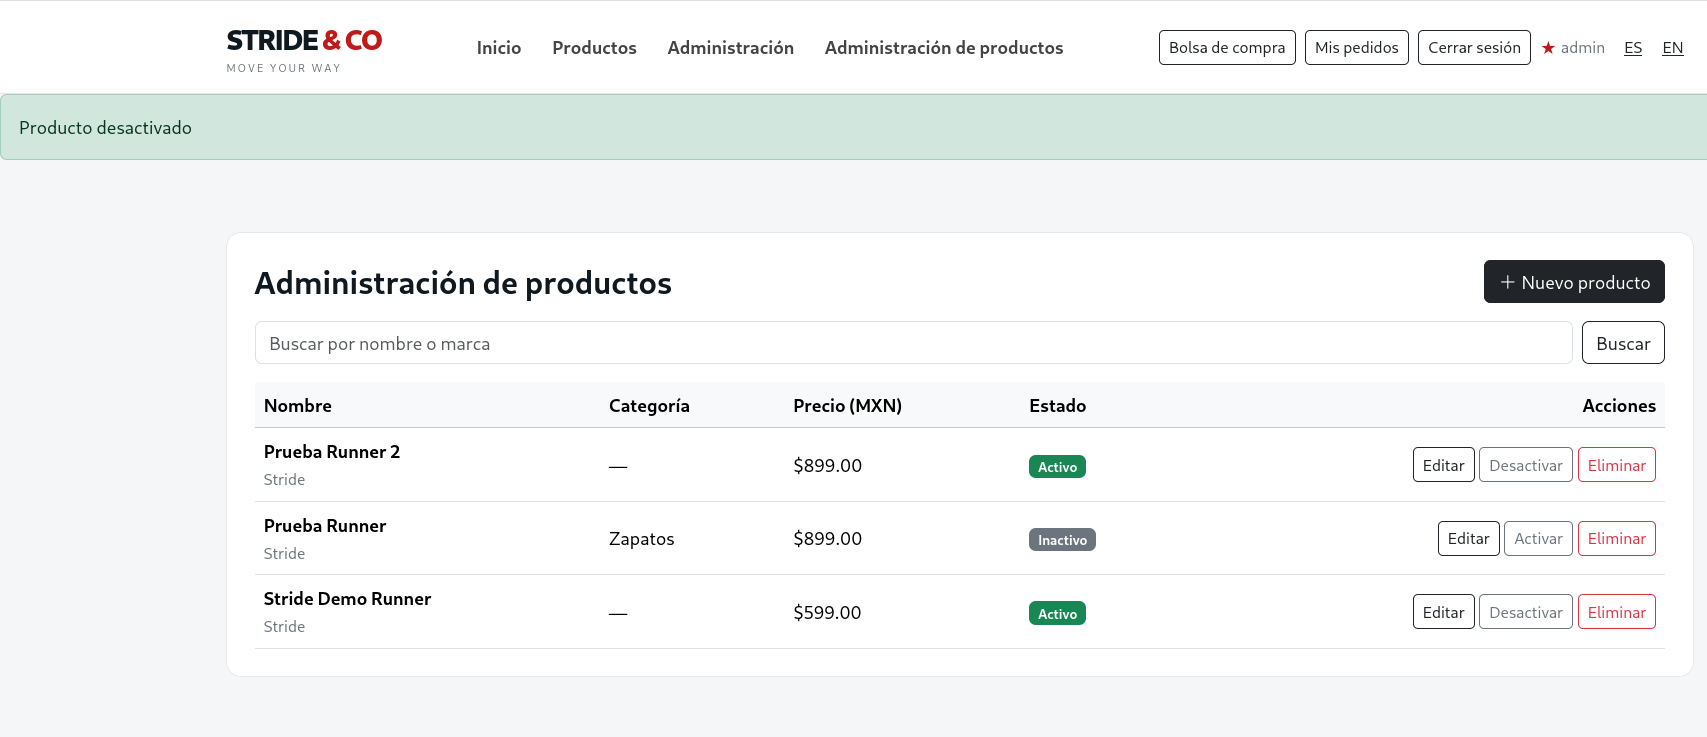 STRIDE & CO
MOVE YOUR WAY
Inicio Productos Administración Administración de productos
Bolsa de compra Mis pedidos Cerrar sesión ★ admin ES EN
Producto desactivado
Administración de productos
+ Nuevo producto
Buscar por nombre o marca Buscar
Nombre Categoría Precio (MXN) Estado Acciones
Prueba Runner 2
Stride
— $899.00 Activo Editar Desactivar Eliminar
Prueba Runner
Stride
Zapatos $899.00 Inactivo Editar Activar Eliminar
Stride Demo Runner
Stride
— $599.00 Activo Editar Desactivar Eliminar